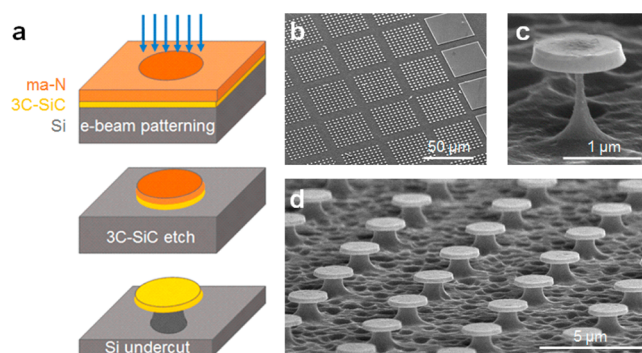 a
ma-N
3C-SiC
Si
e-beam patterning
3C-SiC etch
Si undercut
b
50 µm
c
1 µm
d
5 µm